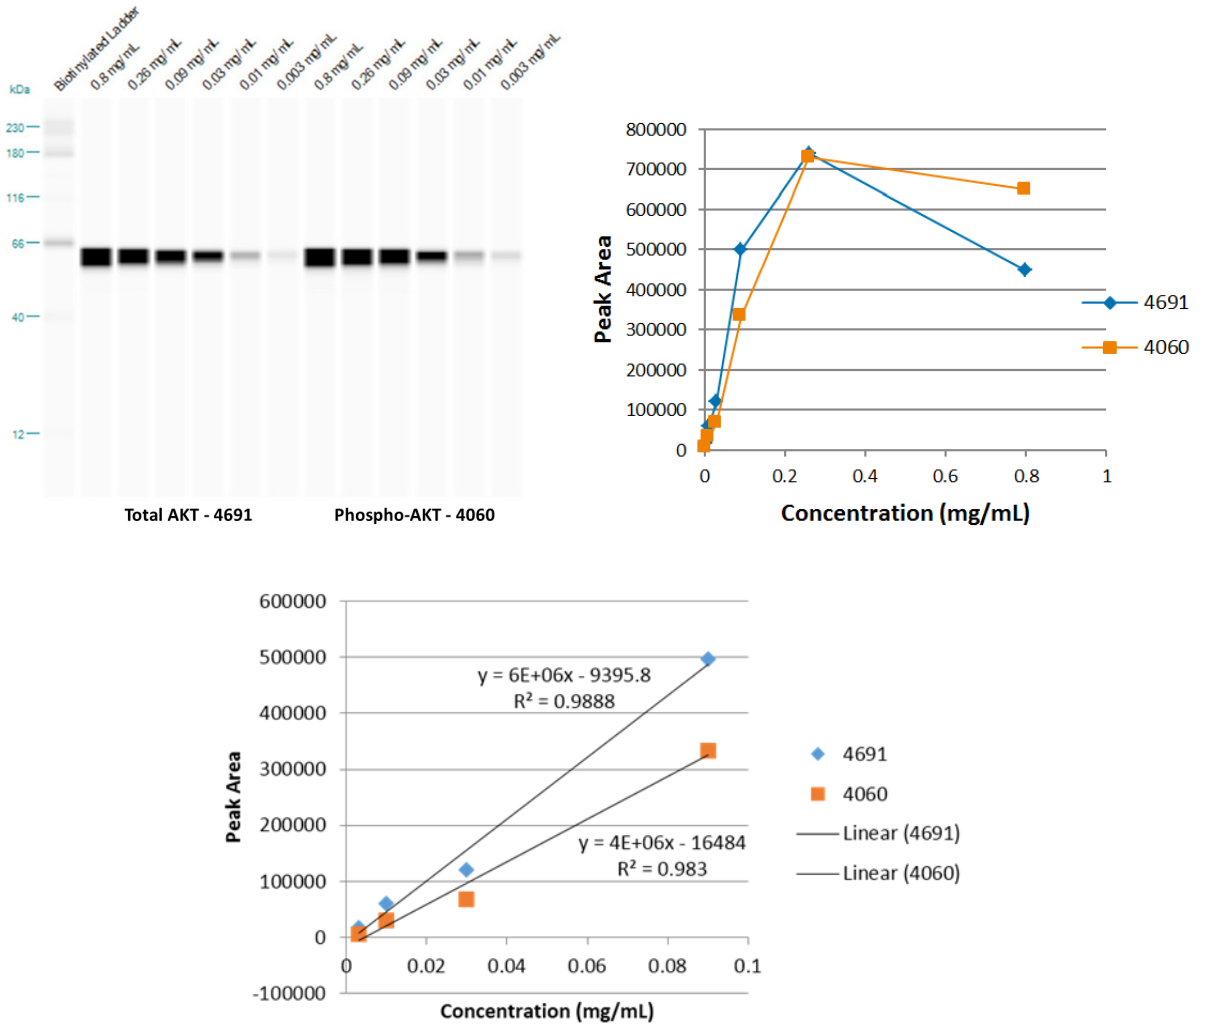 Biotinylated Ladder
0.8 mg/mL
0.26 mg/mL
0.09 mg/mL
0.03 mg/mL
0.01 mg/mL
0.003 mg/mL
0.8 mg/mL
0.26 mg/mL
0.09 mg/mL
0.03 mg/mL
0.01 mg/mL
0.003 mg/mL
kDa
230
180
116
66
40
12
Total AKT - 4691
Phospho-AKT - 4060
800000
700000
600000
500000
400000
300000
200000
100000
0
Peak Area
0 0.2 0.4 0.6 0.8 1
Concentration (mg/mL)
4691
4060
600000
500000
400000
300000
200000
100000
0
-100000
Peak Area
y = 6E+06x - 9395.8
R² = 0.9888
y = 4E+06x - 16484
R² = 0.983
0 0.02 0.04 0.06 0.08 0.1
Concentration (mg/mL)
4691
4060
Linear (4691)
Linear (4060)